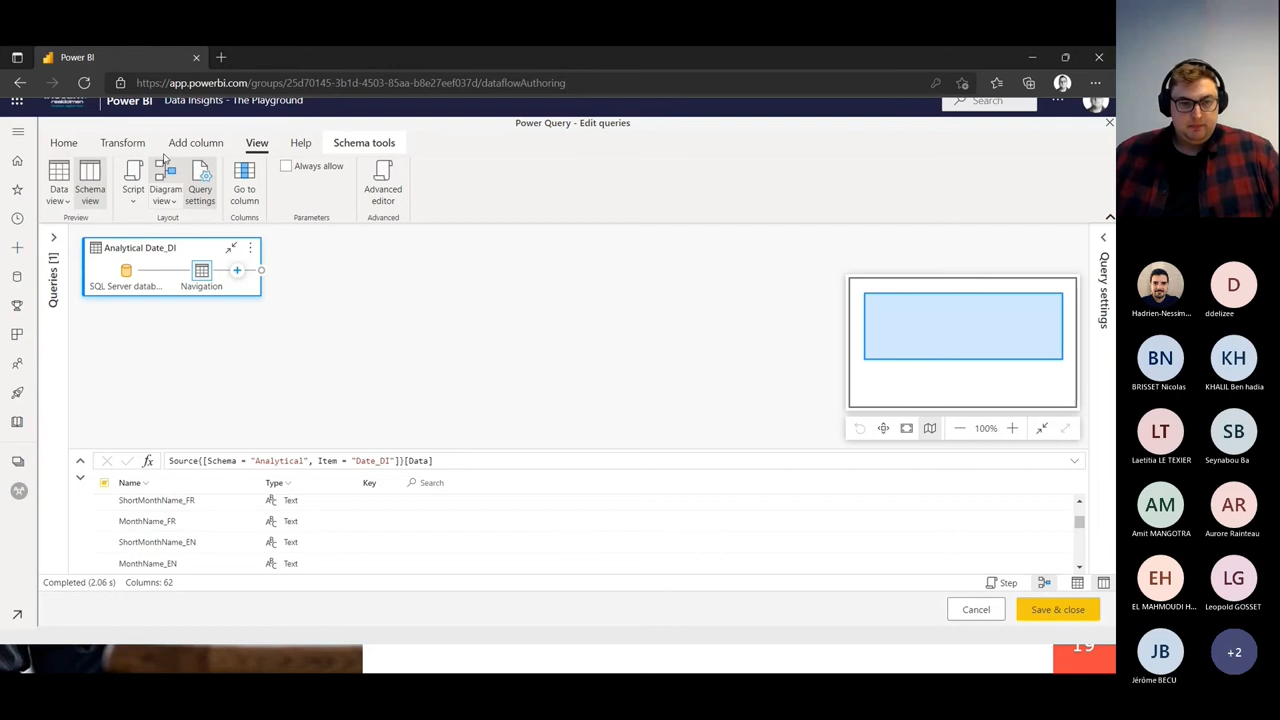 Power BI
https://app.powerbi.com/groups/25d70145-3b1d-4503-85aa-b8e27eef037d/dataflowAuthoring
Power BI Data Insights - The Playground
Search
Power Query - Edit queries
Home Transform Add column View Help Schema tools
Data view
Schema view
Script
Diagram view
Query settings
Go to column
Always allow
Advanced editor
Preview Layout Columns Parameters Advanced
Queries [1]
Analytical Date_DI
SQL Server datab...
Navigation
Query settings
100%
fx Source{[Schema = "Analytical", Item = "Date_DI"]}[Data]
Name Type Key Search
ShortMonthName_FR Text
MonthName_FR Text
ShortMonthName_EN Text
MonthName_EN Text
Completed (2.06 s) Columns: 62
Step
Cancel
Save & close
19
Hadrien-Nessim...
D
ddelizee
BN
BRISSET Nicolas
KH
KHALIL Ben hadia
LT
Laetitia LE TEXIER
SB
Seynabou Ba
AM
Amit MANGOTRA
AR
Aurore Rainteau
EH
EL MAHMOUDI H...
LG
Leopold GOSSET
JB
Jérôme BECU
+2